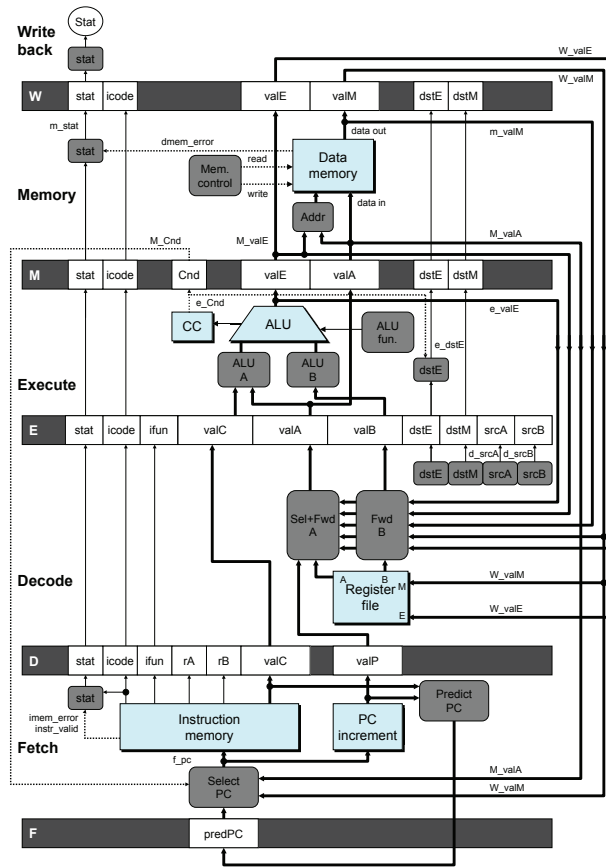 Stat
Write
back
stat
W_valE
W_valM
W
stat
icode
valE
valM
dstE
dstM
m_stat
stat
dmem_error
data out
m_valM
Mem.
control
read
write
Data
memory
Memory
Addr
data in
M_Cnd
M_valE
M_valA
M
stat
icode
Cnd
valE
valA
dstE
dstM
e_Cnd
e_valE
CC
ALU
ALU
fun.
e_dstE
ALU
A
ALU
B
dstE
Execute
E
stat
icode
ifun
valC
valA
valB
dstE
dstM
srcA
srcB
d_srcA
d_srcB
dstE
dstM
srcA
srcB
Sel+Fwd
A
Fwd
B
Decode
A
B
M
Register
file
E
W_valM
W_valE
D
stat
icode
ifun
rA
rB
valC
valP
stat
Predict
PC
imem_error
instr_valid
Instruction
memory
PC
increment
Fetch
f_pc
Select
PC
M_valA
W_valM
F
predPC